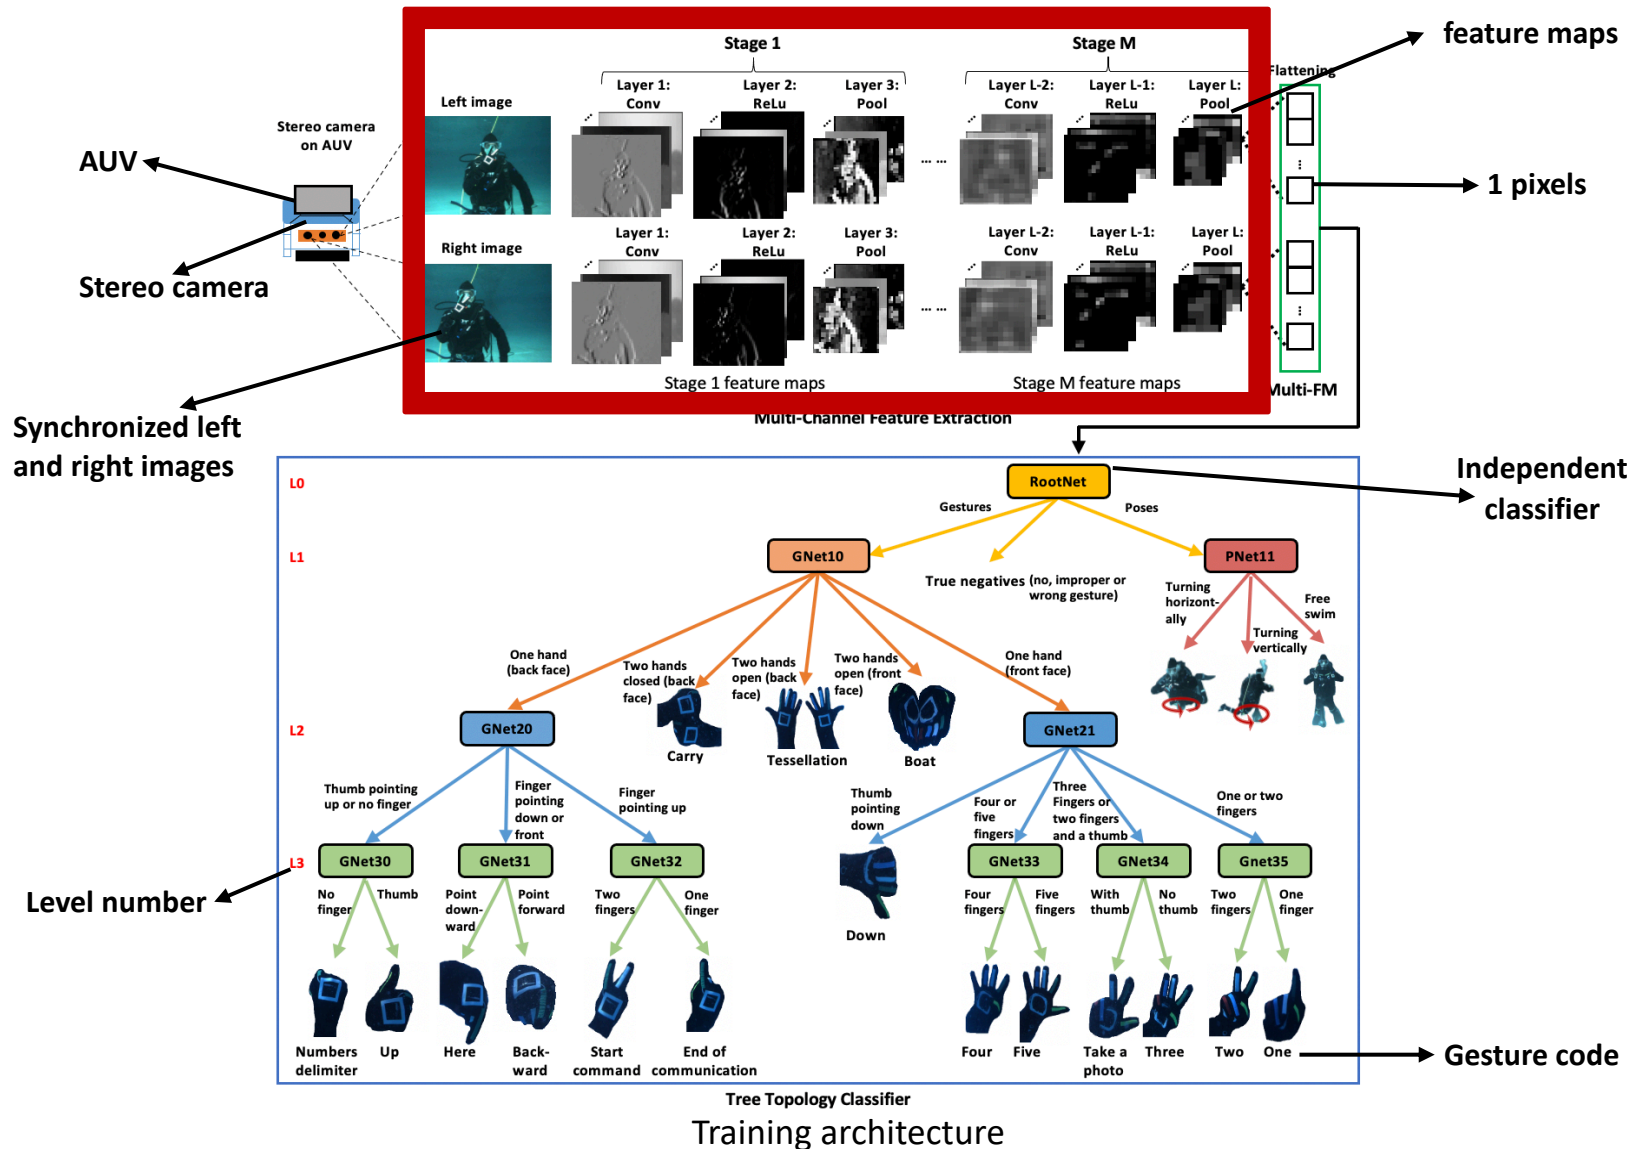 feature maps
Stage 1
Stage M
Flattening
Layer 1:
Conv
Layer 2:
ReLu
Layer 3:
Pool
Layer L-2:
Conv
Layer L-1:
ReLu
Layer L:
Pool
Left image
Stereo camera
on AUV
AUV
... ...
1 pixels
Right image
Layer 1:
Conv
Layer 2:
ReLu
Layer 3:
Pool
Layer L-2:
Conv
Layer L-1:
ReLu
Layer L:
Pool
Stereo camera
... ...
Stage 1 feature maps
Stage M feature maps
Multi-FM
Multi-Channel Feature Extraction
Synchronized left
and right images
L0
RootNet
Independent
classifier
Gestures
Poses
L1
GNet10
PNet11
True negatives (no, improper or
wrong gesture)
Turning
horizont-
ally
Free
swim
Turning
vertically
One hand
(back face)
Two hands
closed (back
face)
Two hands
open (back
face)
Two hands
open (front
face)
One hand
(front face)
L2
GNet20
GNet21
Carry
Tessellation
Boat
Thumb pointing
up or no finger
Finger
pointing
down or
front
Finger
pointing up
Thumb
pointing
down
Four or
five
fingers
Three
Fingers or
two fingers
and a thumb
One or two
fingers
L3
GNet30
GNet31
GNet32
GNet33
GNet34
Gnet35
Level number
No
finger
Thumb
Point
down-
ward
Point
forward
Two
fingers
One
finger
Down
Four
fingers
Five
fingers
With
thumb
No
thumb
Two
fingers
One
finger
Numbers
delimiter
Up
Here
Back-
ward
Start
command
End of
communication
Four
Five
Take a
photo
Three
Two
One
Gesture code
Tree Topology Classifier
Training architecture